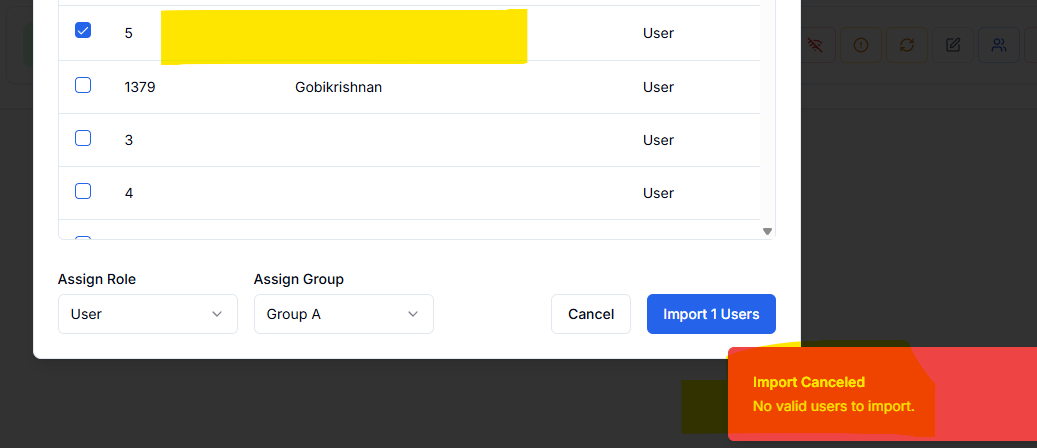 5 User
1379 Gobikrishnan User
3 User
4 User
Assign Role Assign Group
User Group A Cancel Import 1 Users
Import Canceled
No valid users to import.